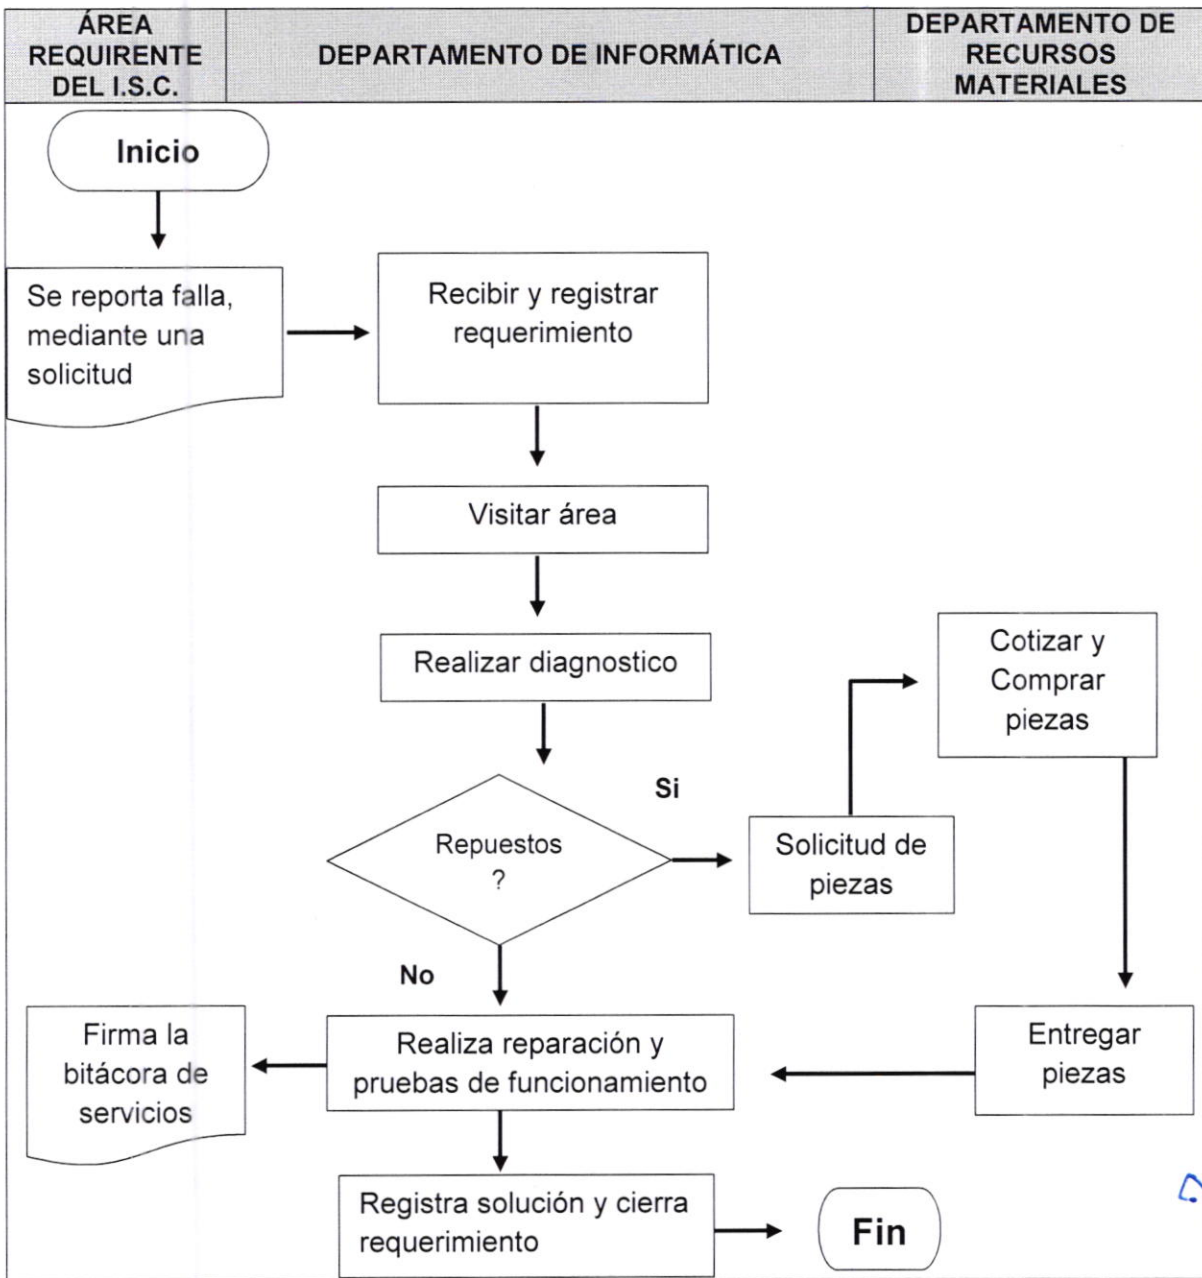 ÁREA
REQUIRENTE
DEL I.S.C.
DEPARTAMENTO DE INFORMÁTICA
DEPARTAMENTO DE
RECURSOS
MATERIALES
Inicio
Se reporta falla,
mediante una
solicitud
Recibir y registrar
requerimiento
Visitar área
Realizar diagnostico
Repuestos
?
Si
Solicitud de
piezas
Cotizar y
Comprar
piezas
No
Entregar
piezas
Realiza reparación y
pruebas de funcionamiento
Firma la
bitácora de
servicios
Registra solución y cierra
requerimiento
Fin